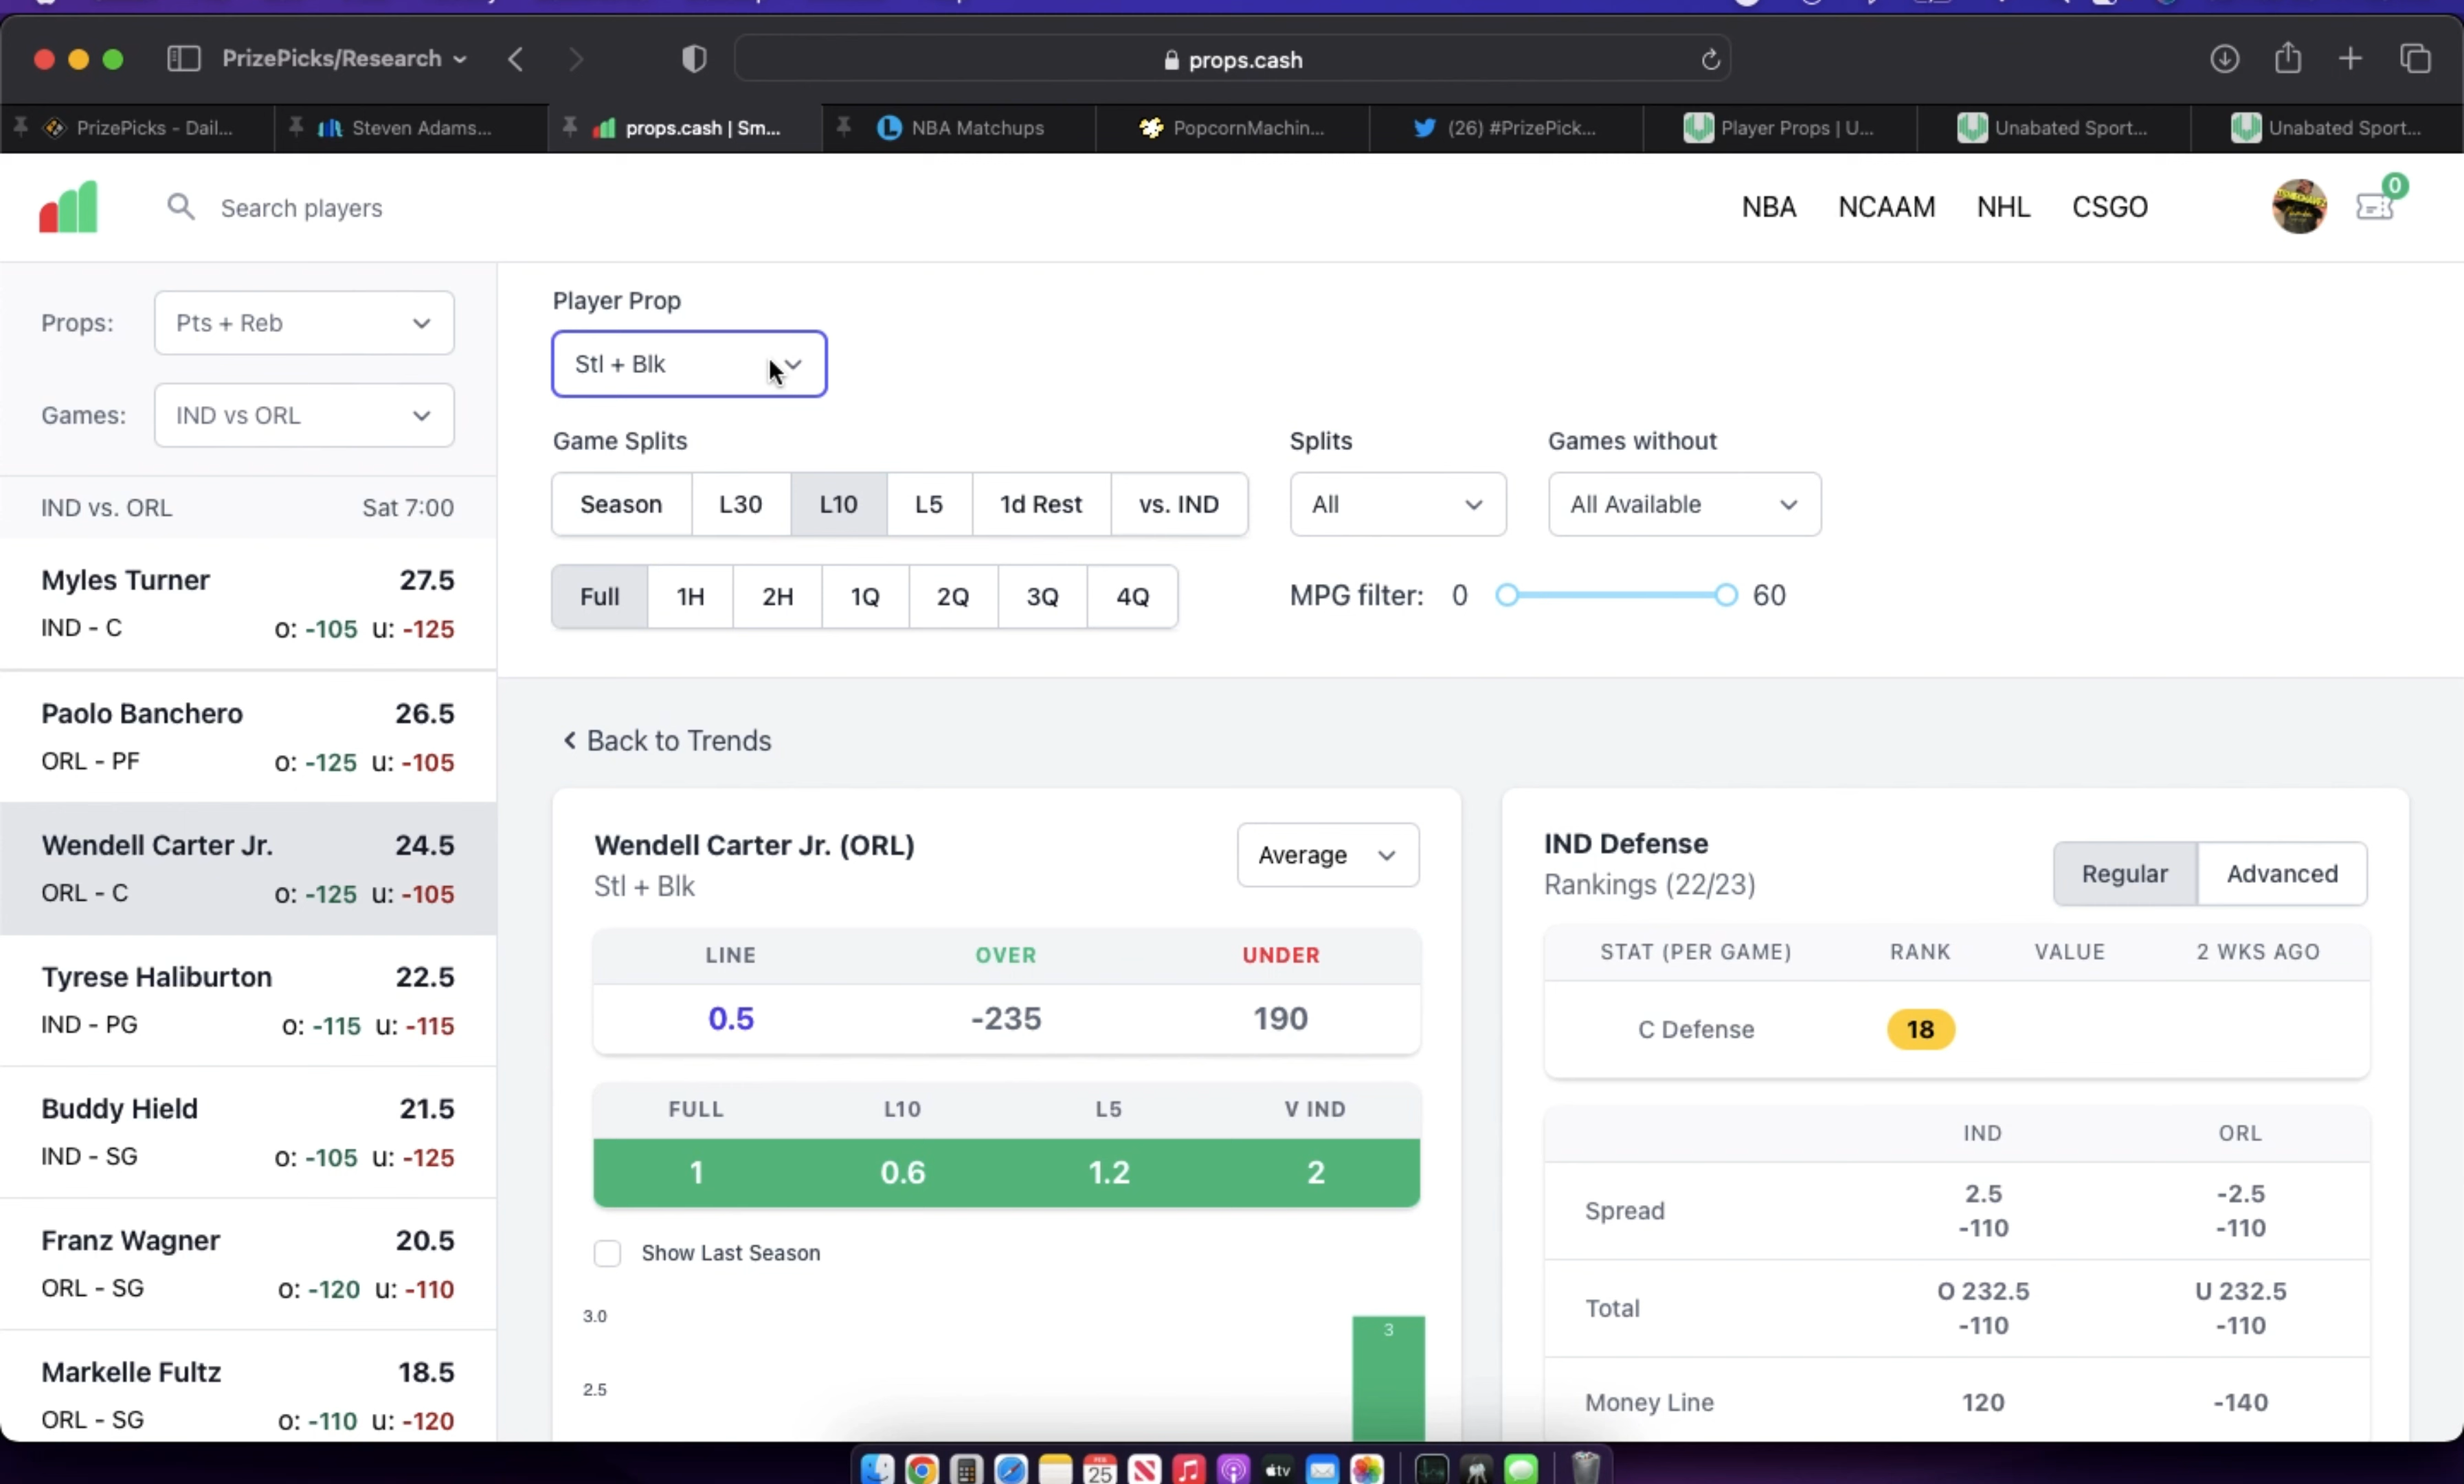 PrizePicks/Research
props.cash
PrizePicks - Dail...
Steven Adams...
props.cash | Sm...
NBA Matchups
PopcornMachin...
(26) #PrizePick...
Player Props | U...
Unabated Sport...
Unabated Sport...
Search players
NBA NCAAM NHL CSGO
0
Props: Pts + Reb
Games: IND vs ORL
IND vs. ORL Sat 7:00
Myles Turner 27.5
IND - C o: -105 u: -125
Paolo Banchero 26.5
ORL - PF o: -125 u: -105
Wendell Carter Jr. 24.5
ORL - C o: -125 u: -105
Tyrese Haliburton 22.5
IND - PG o: -115 u: -115
Buddy Hield 21.5
IND - SG o: -105 u: -125
Franz Wagner 20.5
ORL - SG o: -120 u: -110
Markelle Fultz 18.5
ORL - SG o: -110 u: -120
Player Prop
Stl + Blk
Game Splits
Season L30 L10 L5 1d Rest vs. IND
Full 1H 2H 1Q 2Q 3Q 4Q
Splits
All
Games without
All Available
MPG filter: 0 60
Back to Trends
Wendell Carter Jr. (ORL)
Stl + Blk
Average
LINE OVER UNDER
0.5 -235 190
FULL L10 L5 V IND
1 0.6 1.2 2
Show Last Season
3.0
3
2.5
IND Defense
Rankings (22/23)
Regular Advanced
STAT (PER GAME) RANK VALUE 2 WKS AGO
C Defense 18
IND ORL
Spread 2.5 -2.5
-110 -110
Total O 232.5 U 232.5
-110 -110
Money Line 120 -140
FEB
25
tv